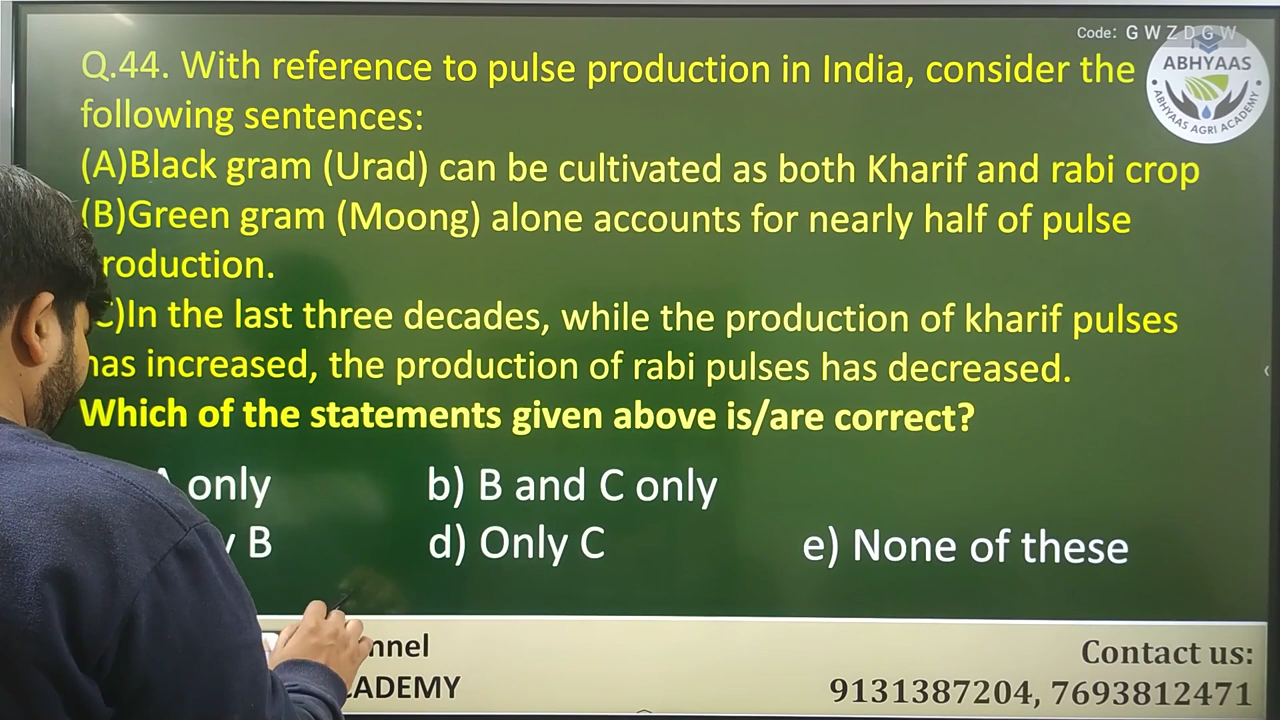 Code: G W Z D G W
ABHYAAS
ABHYAAS AGRI ACADEMY
Q.44. With reference to pulse production in India, consider the
following sentences:
(A)Black gram (Urad) can be cultivated as both Kharif and rabi crop
(B)Green gram (Moong) alone accounts for nearly half of pulse
roduction.
C)In the last three decades, while the production of kharif pulses
has increased, the production of rabi pulses has decreased.
Which of the statements given above is/are correct?
A only b) B and C only
y B d) Only C e) None of these
nnel Contact us:
CADEMY 9131387204, 7693812471